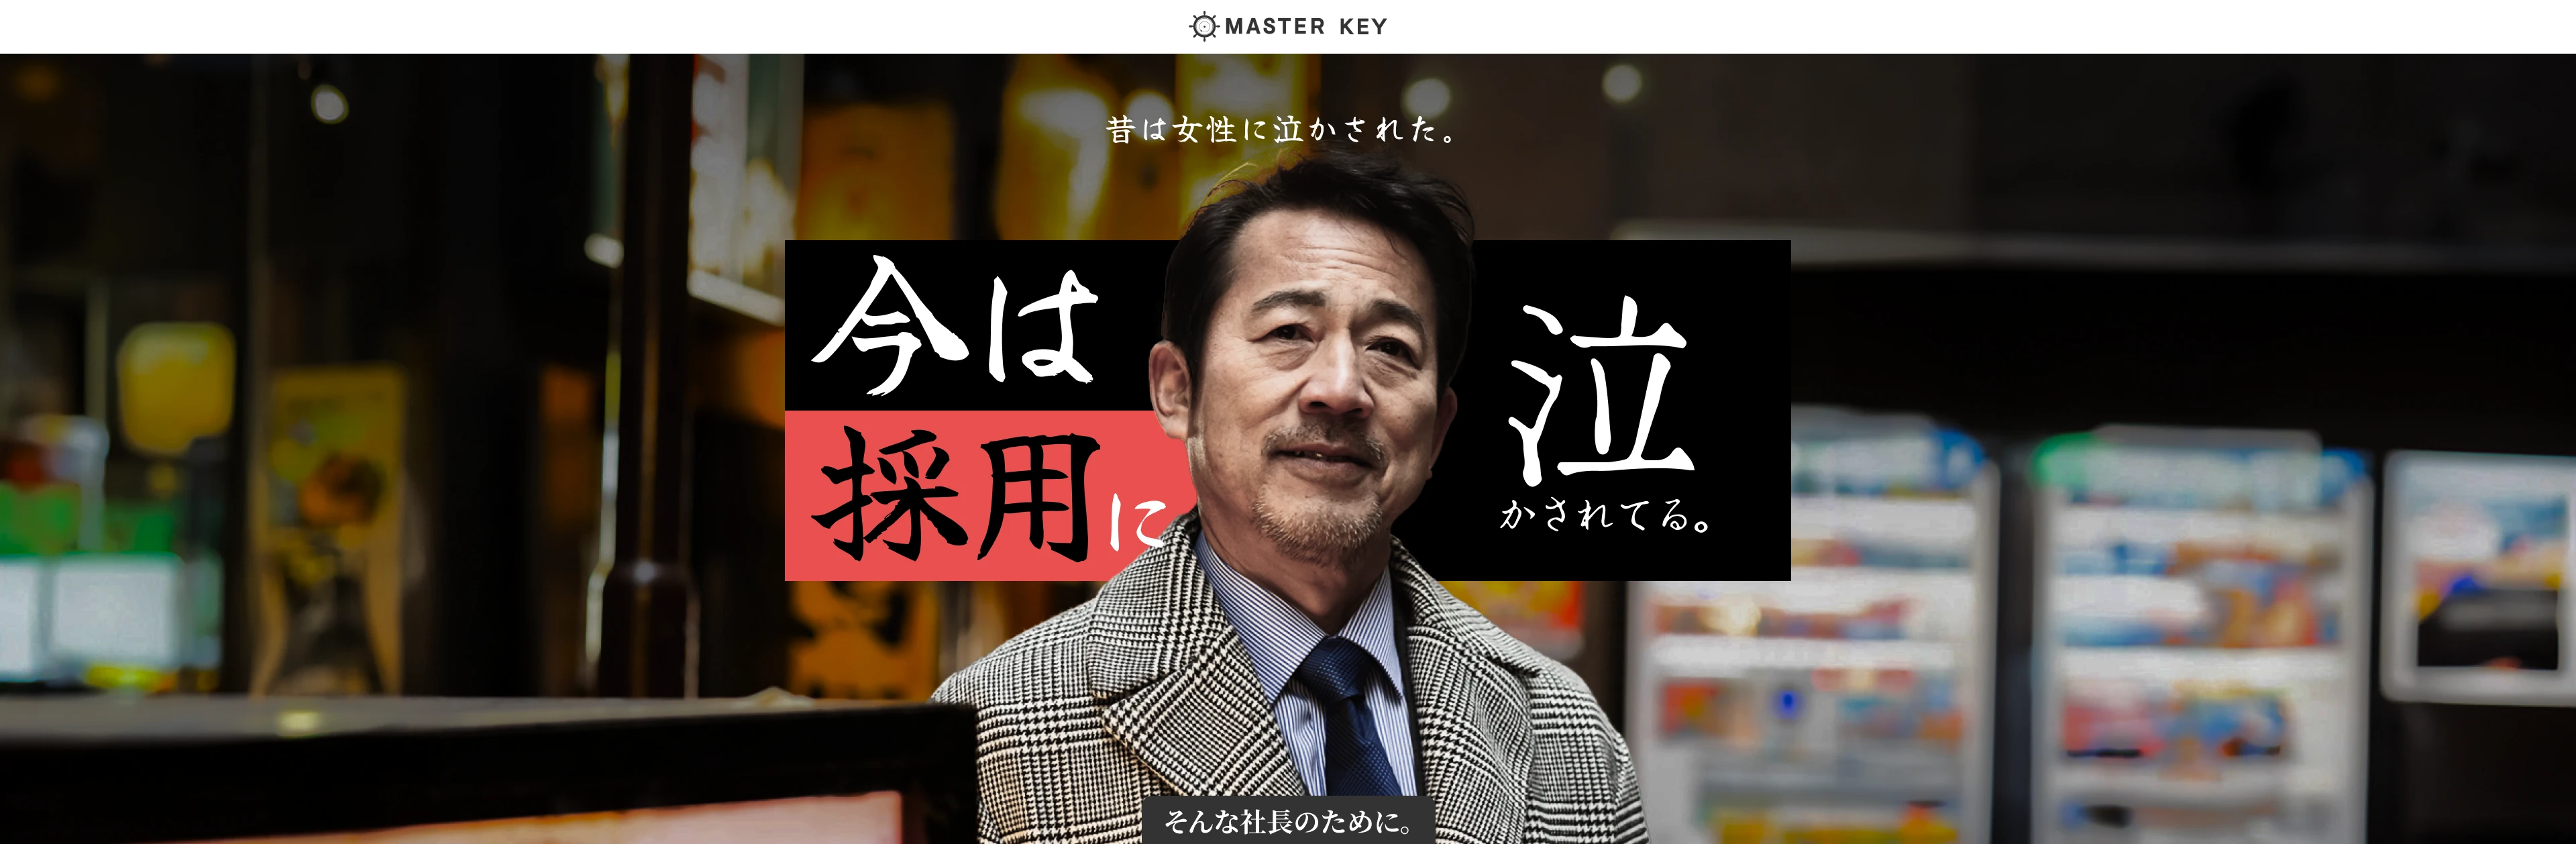 MASTER KEY
昔は女性に泣かされた。
今は
採用に
泣
かされてる。
そんな社長のために。